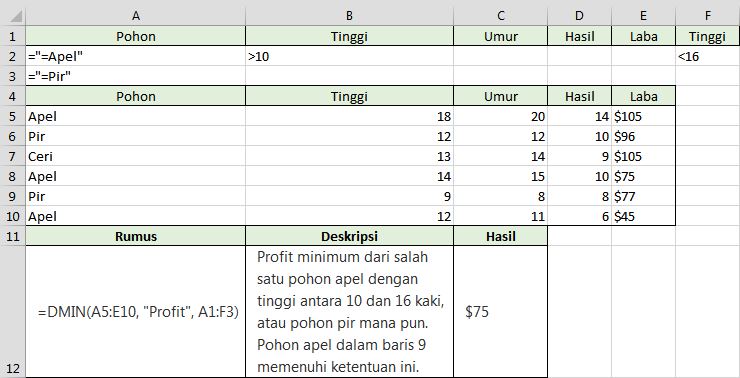 A B C D E F
1 Pohon Tinggi Umur Hasil Laba Tinggi
2 ="=Apel" >10 <16
3 ="=Pir"
4 Pohon Tinggi Umur Hasil Laba
5 Apel 18 20 14 $105
6 Pir 12 12 10 $96
7 Ceri 13 14 9 $105
8 Apel 14 15 10 $75
9 Pir 9 8 8 $77
10 Apel 12 11 6 $45
11 Rumus Deskripsi Hasil
Profit minimum dari salah
satu pohon apel dengan
tinggi antara 10 dan 16 kaki,
=DMIN(A5:E10, "Profit", A1:F3) $75
atau pohon pir mana pun.
Pohon apel dalam baris 9
12 memenuhi ketentuan ini.